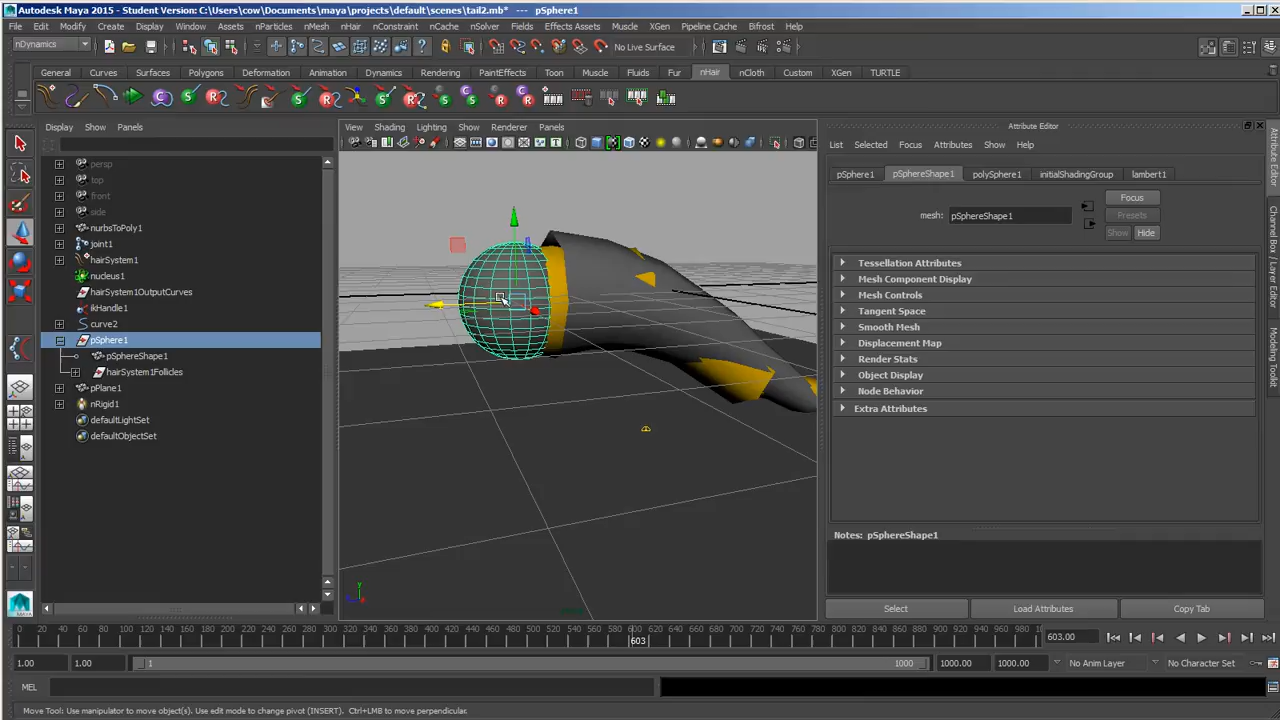 Autodesk Maya 2015 - Student Version: C:\Users\cow\Documents\maya\projects\default\scenes\tail2.mb* --- pSphere1
File Edit Modify Create Display Window Assets nParticles nMesh nHair nConstraint nCache nSolver Fields Effects Assets Muscle XGen Pipeline Cache Bifrost Help
nDynamics No Live Surface
General Curves Surfaces Polygons Deformation Animation Dynamics Rendering PaintEffects Toon Muscle Fluids Fur nHair nCloth Custom XGen TURTLE
Display Show Panels
persp
top
front
side
nurbsToPoly1
joint1
hairSystem1
nucleus1
hairSystem1OutputCurves
ikHandle1
curve2
pSphere1
pSphereShape1
hairSystem1Follicles
pPlane1
nRigid1
defaultLightSet
defaultObjectSet
View Shading Lighting Show Renderer Panels
Attribute Editor
List Selected Focus Attributes Show Help
pSphere1 pSphereShape1 polySphere1 initialShadingGroup lambert1
mesh: pSphereShape1
Focus
Presets
Show Hide
Tessellation Attributes
Mesh Component Display
Mesh Controls
Tangent Space
Smooth Mesh
Displacement Map
Render Stats
Object Display
Node Behavior
Extra Attributes
Notes: pSphereShape1
Select Load Attributes Copy Tab
Attribute Editor
Channel Box / Layer Editor
Modeling Toolkit
0 20 40 60 80 100 120 140 160 180 200 220 240 260 280 300 320 340 360 380 400 420 440 460 480 500 520 540 560 580 600 620 640 660 680 700 720 740 760 780 800 820 840 860 880 900 920 940 960 980
603
603.00
1.00 1.00 1 1000 1000.00 1000.00 No Anim Layer No Character Set
MEL
Move Tool: Use manipulator to move object(s). Use edit mode to change pivot (INSERT). Ctrl+LMB to move perpendicular.